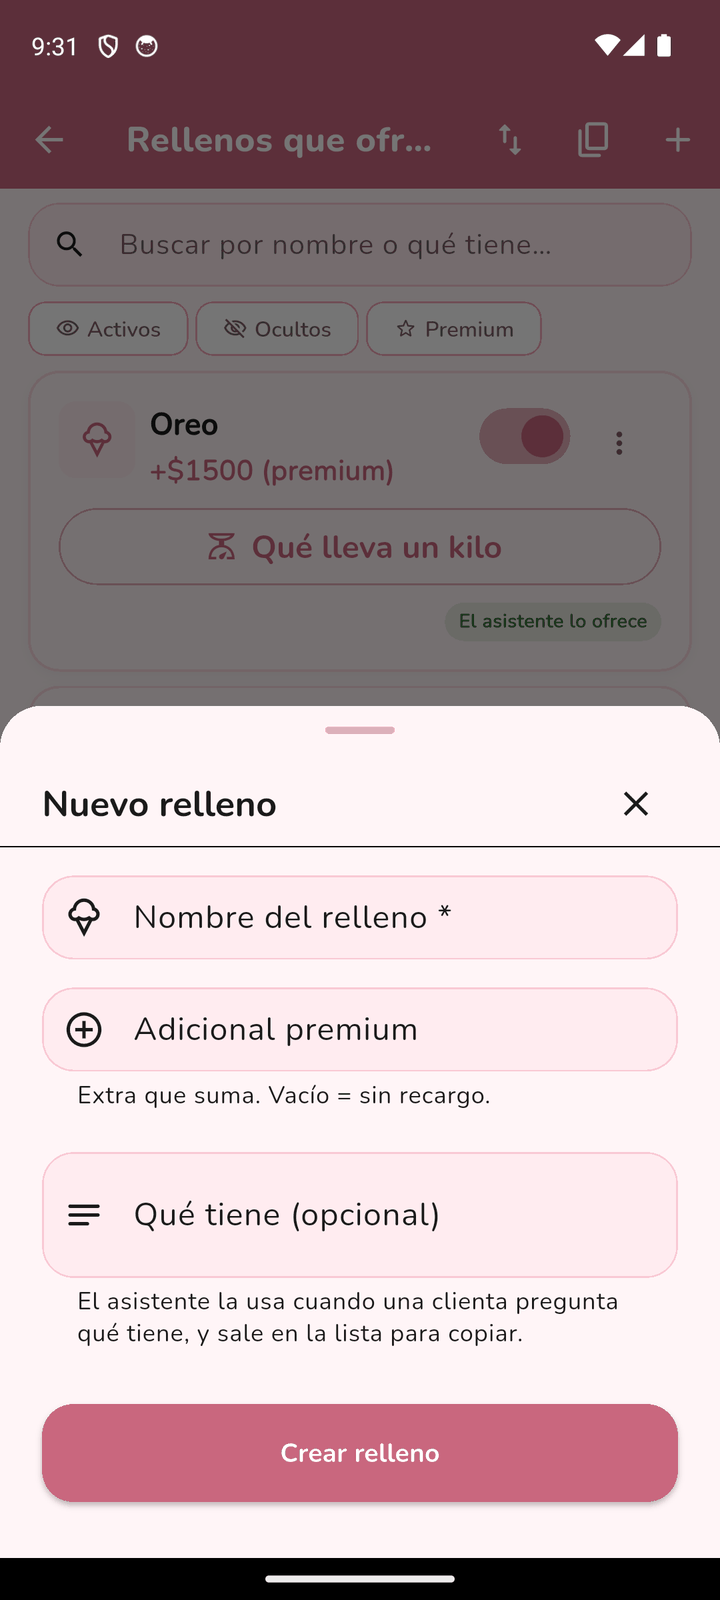 9:31
Rellenos que ofr...
Buscar por nombre o qué tiene...
Activos
Ocultos
Premium
Oreo
+$1500 (premium)
Qué lleva un kilo
El asistente lo ofrece
Nuevo relleno
Nombre del relleno *
Adicional premium
Extra que suma. Vacío = sin recargo.
Qué tiene (opcional)
El asistente la usa cuando una clienta pregunta
qué tiene, y sale en la lista para copiar.
Crear relleno